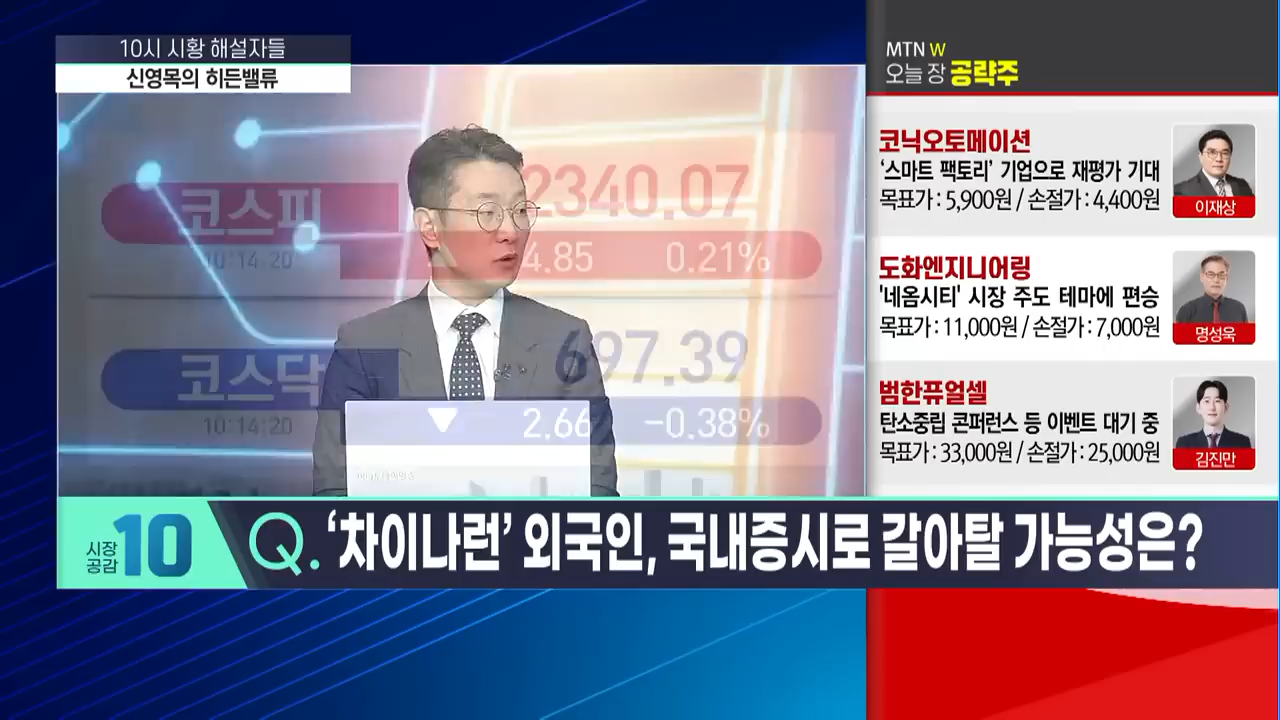 10시 시황 해설자들
신영목의 히든밸류
코스피
10:14:20
2340.07
4.85 0.21%
코스닥
10:14:20
697.39
▼ 2.66 -0.38%
시장
공감
10
Q. ‘차이나런’ 외국인, 국내증시로 갈아탈 가능성은?
MTN W
오늘 장 공략주
코닉오토메이션
‘스마트 팩토리’ 기업으로 재평가 기대
목표가 : 5,900원 / 손절가 : 4,400원
이재상
도화엔지니어링
'네옴시티' 시장 주도 테마에 편승
목표가 : 11,000원 / 손절가 : 7,000원
명성욱
범한퓨얼셀
탄소중립 콘퍼런스 등 이벤트 대기 중
목표가 : 33,000원 / 손절가 : 25,000원
김진만